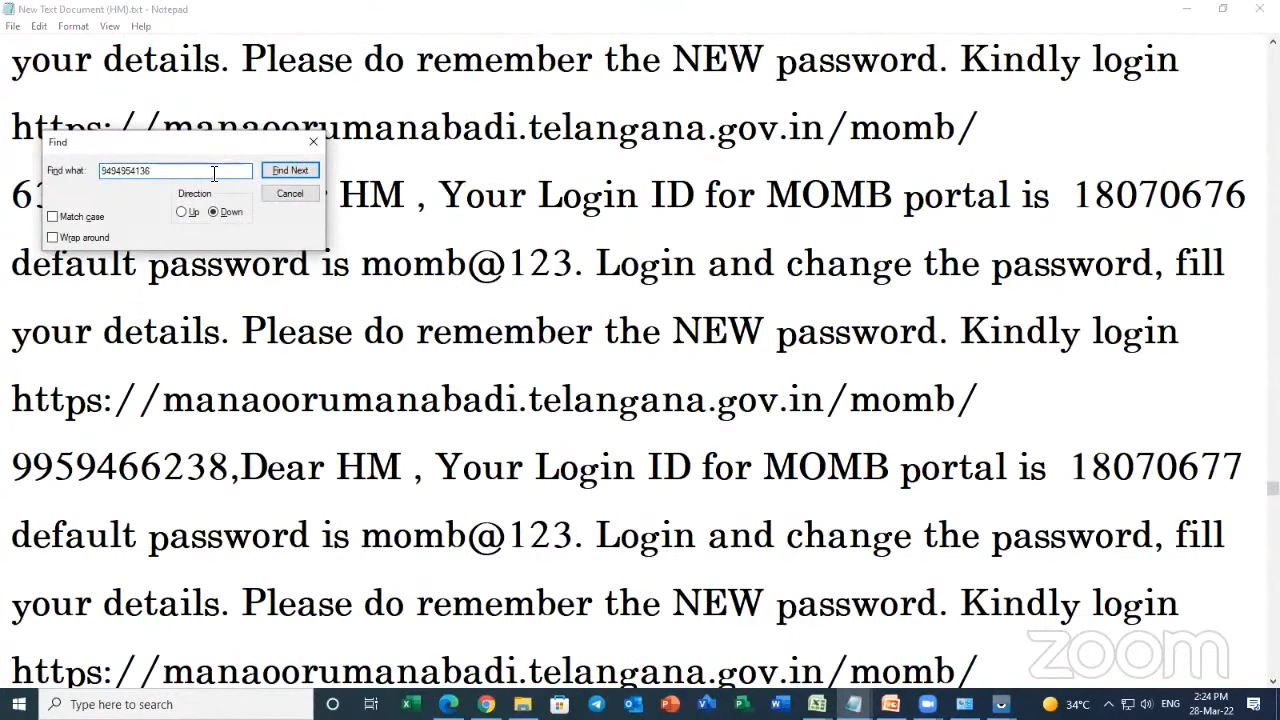 New Text Document (HM).txt - Notepad
File Edit Format View Help
your details. Please do remember the NEW password. Kindly login
https://manaoorumanabadi.telangana.gov.in/momb/
Find
Find what: 9494954136 Find Next
Direction Cancel
Match case Up Down
Wrap around
HM , Your Login ID for MOMB portal is 18070676
default password is momb@123. Login and change the password, fill
your details. Please do remember the NEW password. Kindly login
https://manaoorumanabadi.telangana.gov.in/momb/
9959466238,Dear HM , Your Login ID for MOMB portal is 18070677
default password is momb@123. Login and change the password, fill
your details. Please do remember the NEW password. Kindly login
https://manaoorumanabadi.telangana.gov.in/momb/
zoom
Type here to search
34°C ENG 2:24 PM
28-Mar-22